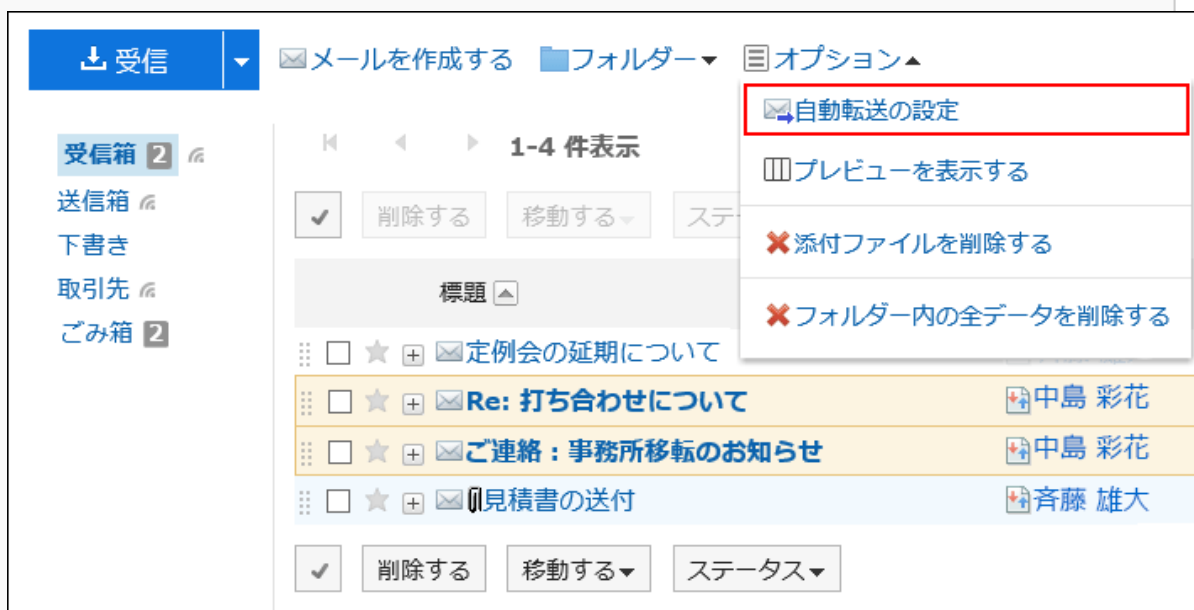 受信 メールを作成する フォルダー オプション
自動転送の設定
プレビューを表示する
添付ファイルを削除する
フォルダー内の全データを削除する
受信箱 2
送信箱
下書き
取引先
ごみ箱 2
1-4 件表示
削除する 移動する ステー
標題
定例会の延期について
Re: 打ち合わせについて 中島 彩花
ご連絡：事務所移転のお知らせ 中島 彩花
見積書の送付 斉藤 雄大
削除する 移動する ステータス